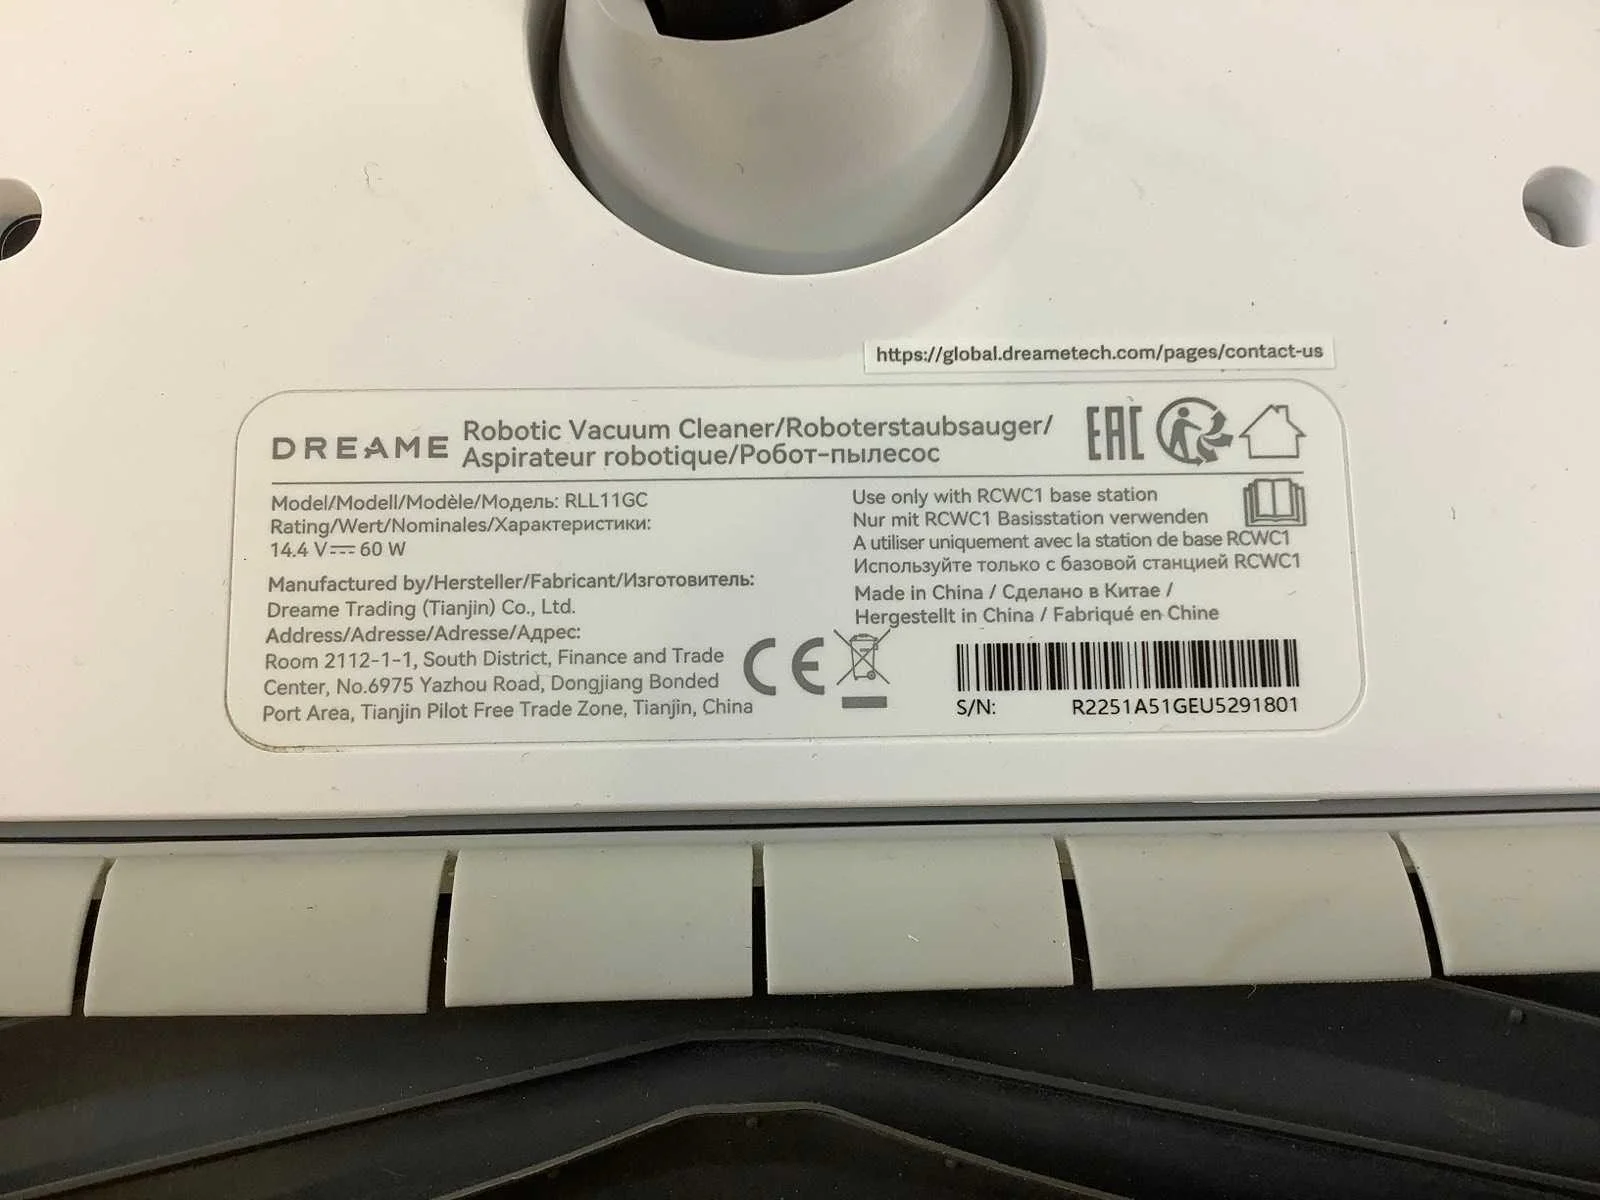 https://global.dreametech.com/pages/contact-us
DREAME
Robotic Vacuum Cleaner/Roboterstaubsauger/
Aspirateur robotique/Робот-пылесос
EAC
Model/Modell/Modèle/Модель: RLL11GC
Rating/Wert/Nominales/Характеристики:
14.4 V⎓60 W
Manufactured by/Hersteller/Fabricant/Изготовитель:
Dreame Trading (Tianjin) Co., Ltd.
Address/Adresse/Adresse/Адрес:
Room 2112-1-1, South District, Finance and Trade
Center, No.6975 Yazhou Road, Dongjiang Bonded
Port Area, Tianjin Pilot Free Trade Zone, Tianjin, China
CE
Use only with RCWC1 base station
Nur mit RCWC1 Basisstation verwenden
A utiliser uniquement avec la station de base RCWC1
Используйте только с базовой станцией RCWC1
Made in China / Сделано в Китае /
Hergestellt in China / Fabriqué en Chine
S/N: R2251A51GEU5291801